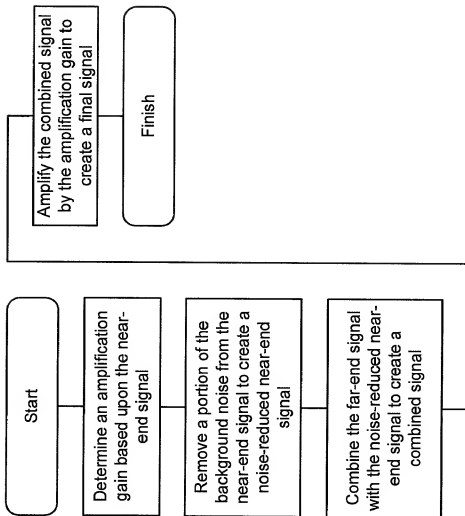 Start
Determine an amplification
gain based upon the near-
end signal
Remove a portion of the
background noise from the
near-end signal to create a
noise-reduced near-end
signal
Combine the far-end signal
with the noise-reduced near-
end signal to create a
combined signal
Amplify the combined signal
by the amplification gain to
create a final signal
Finish